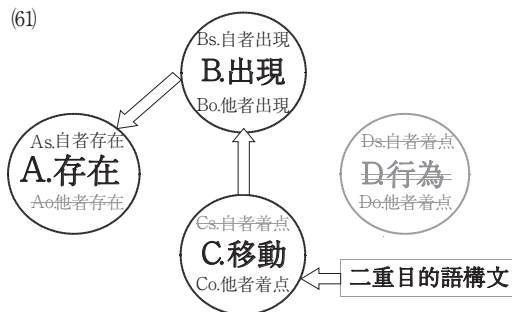 (61)
Bs.自者出現
B.出現
Bo.他者出現
As.自者存在
A.存在
Ao.他者存在
Ds.自者着点
D.行為
Do.他者着点
Cs.自者着点
C.移動
Co.他者着点
二重目的語構文